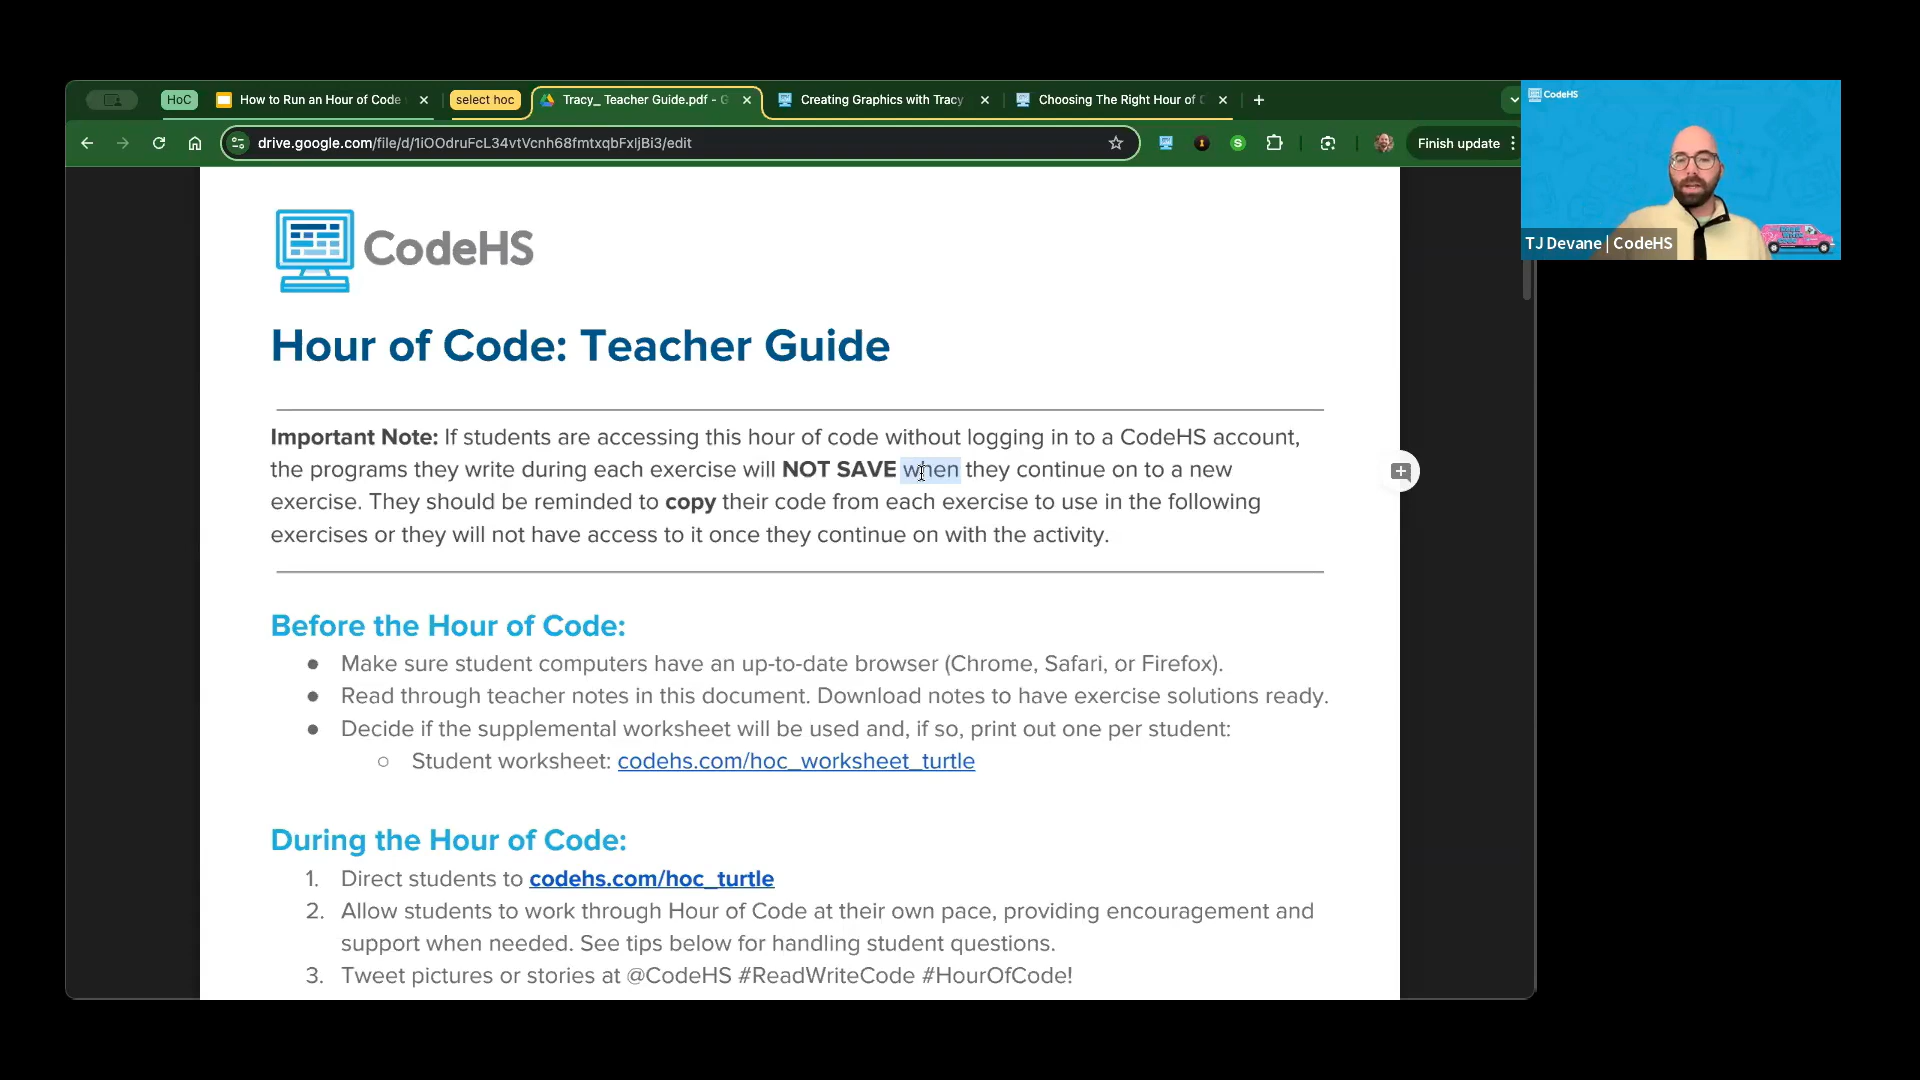 HoC
How to Run an Hour of Code
select hoc
Tracy_ Teacher Guide.pdf - G
Creating Graphics with Tracy
Choosing The Right Hour of C
drive.google.com/file/d/1iOOdruFcL34vtVcnh68fmtxqbFxljBi3/edit
Finish update
CodeHS
TJ Devane | CodeHS
CodeHS
Hour of Code: Teacher Guide
Important Note: If students are accessing this hour of code without logging in to a CodeHS account,
the programs they write during each exercise will NOT SAVE when they continue on to a new
exercise. They should be reminded to copy their code from each exercise to use in the following
exercises or they will not have access to it once they continue on with the activity.
Before the Hour of Code:
● Make sure student computers have an up-to-date browser (Chrome, Safari, or Firefox).
● Read through teacher notes in this document. Download notes to have exercise solutions ready.
● Decide if the supplemental worksheet will be used and, if so, print out one per student:
○ Student worksheet: codehs.com/hoc_worksheet_turtle
During the Hour of Code:
1. Direct students to codehs.com/hoc_turtle
2. Allow students to work through Hour of Code at their own pace, providing encouragement and
support when needed. See tips below for handling student questions.
3. Tweet pictures or stories at @CodeHS #ReadWriteCode #HourOfCode!